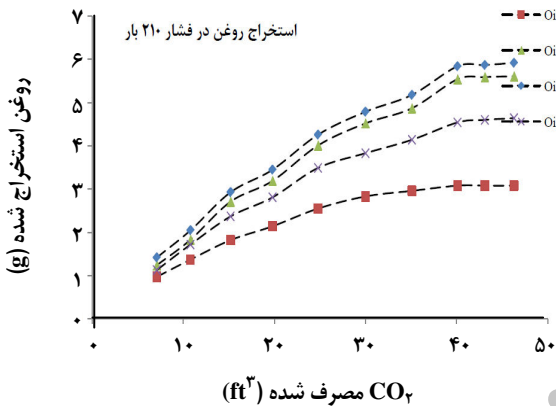 استخراج روغن در فشار ۲۱۰ بار
Oi
Oi
Oi
Oi
روغن استخراج شده (g)
۷
۶
۵
۴
۳
۲
۱
۰
۰ ۱۰ ۲۰ ۳۰ ۴۰ ۵۰
CO₂ مصرف شده (ft³)